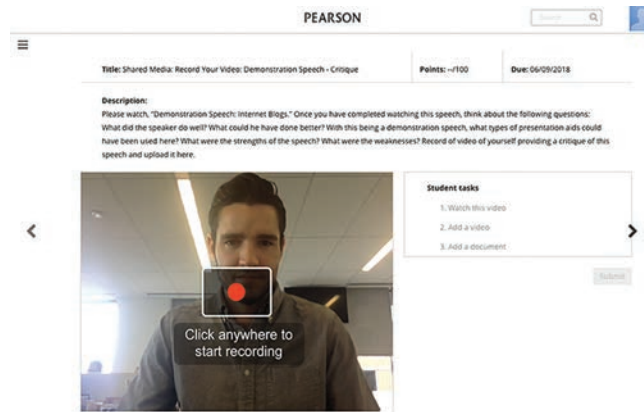 PEARSON
Search
Title: Shared Media: Record Your Video: Demonstration Speech - Critique
Points: --/100
Due: 06/09/2018
Description:
Please watch, "Demonstration Speech: Internet Blogs." Once you have completed watching this speech, think about the following questions:
What did the speaker do well? What could he have done better? With this being a demonstration speech, what types of presentation aids could
have been used here? What were the strengths of the speech? What were the weaknesses? Record of video of yourself providing a critique of this
speech and upload it here.
Click anywhere to
start recording
Student tasks
1. Watch this video
2. Add a video
3. Add a document
Submit